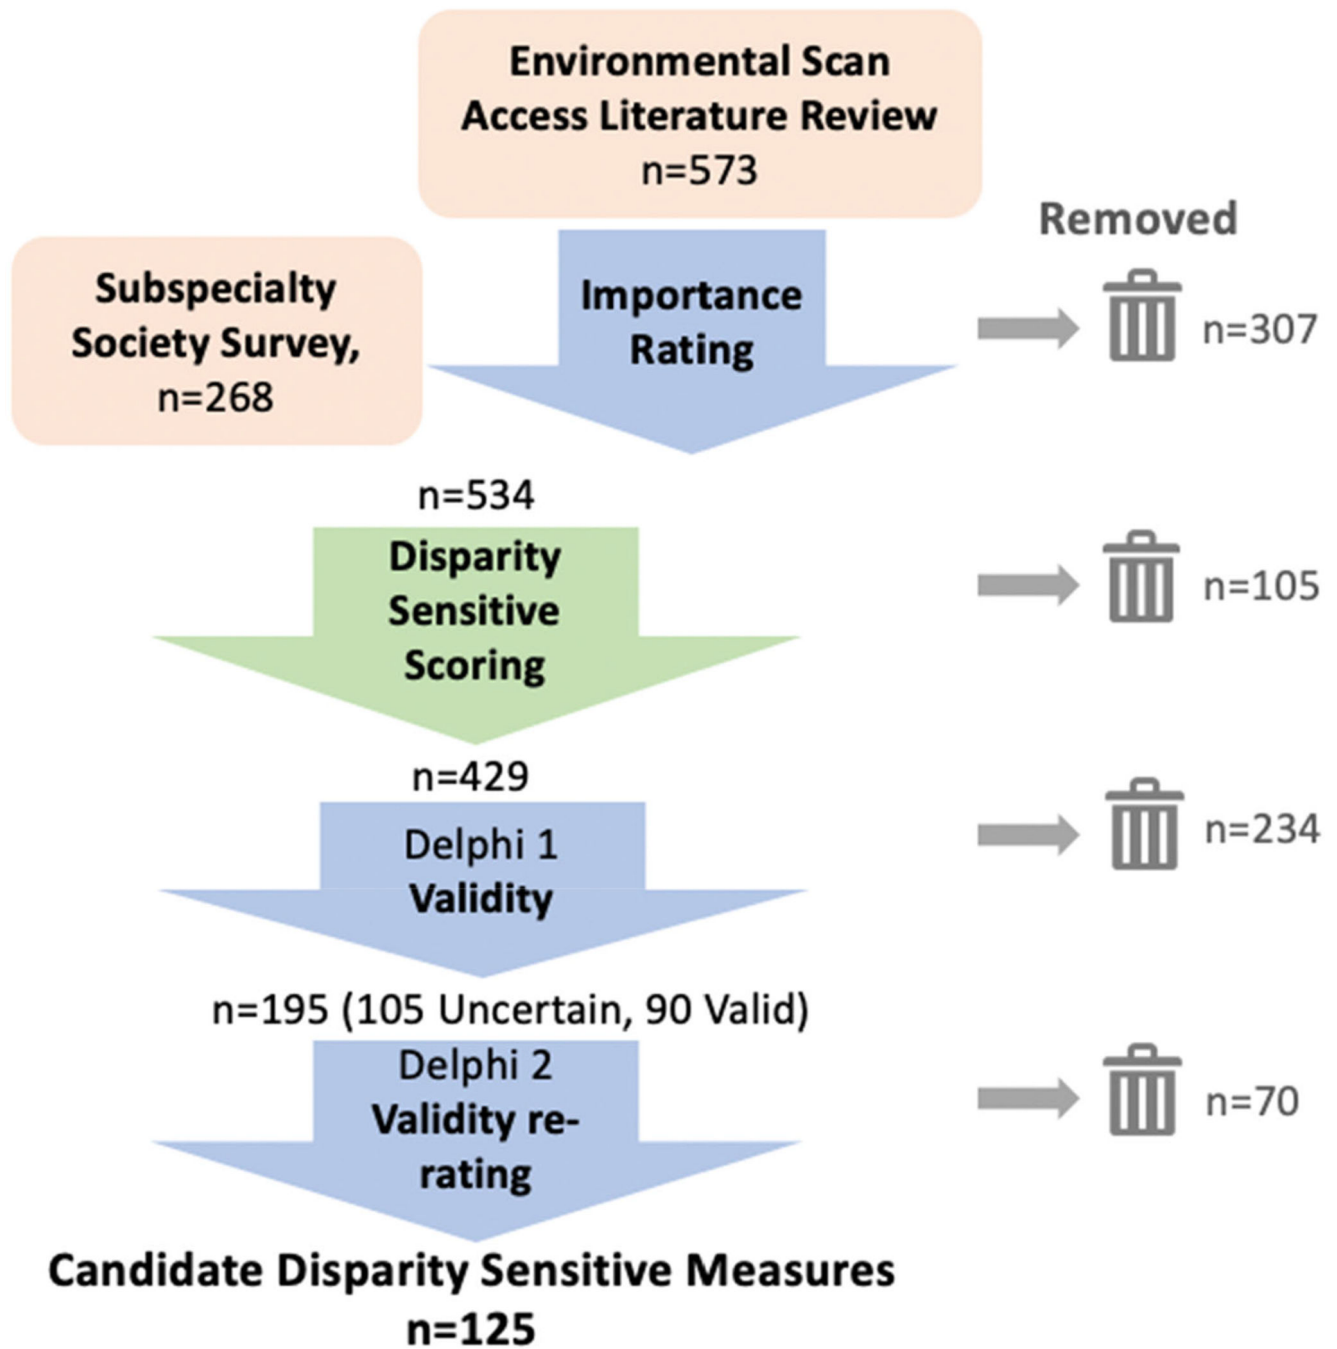 Environmental Scan
Access Literature Review
n=573
Removed
Subspecialty
Society Survey,
n=268
Importance
Rating
n=307
n=534
Disparity
Sensitive
Scoring
n=105
n=429
Delphi 1
Validity
n=234
n=195 (105 Uncertain, 90 Valid)
Delphi 2
Validity re-
rating
n=70
Candidate Disparity Sensitive Measures
n=125